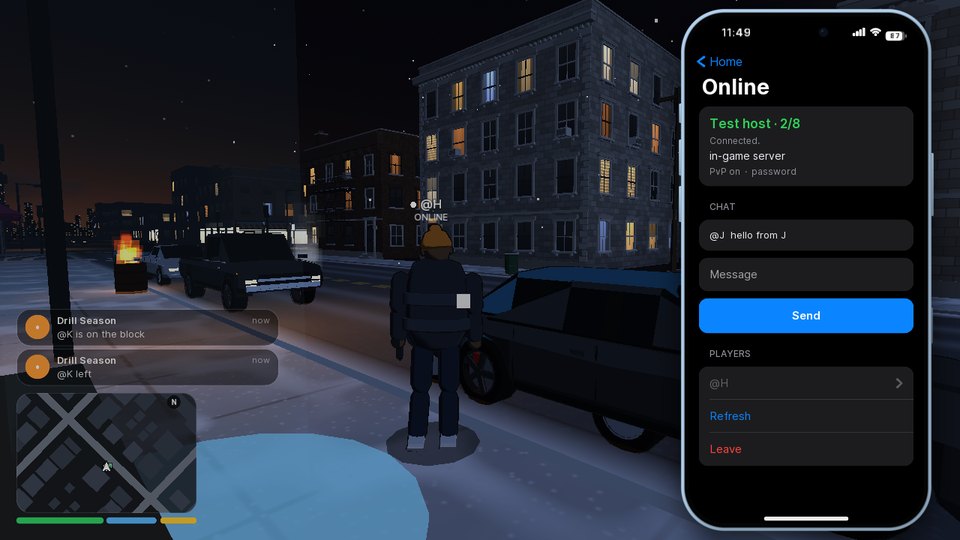 @H
ONLINE
Drill Season
now
@K is on the block
Drill Season
now
@K left
N
11:49
87
Home
Online
Test host · 2/8
Connected.
in-game server
PvP on · password
CHAT
@J hello from J
Message
Send
PLAYERS
@H
Refresh
Leave